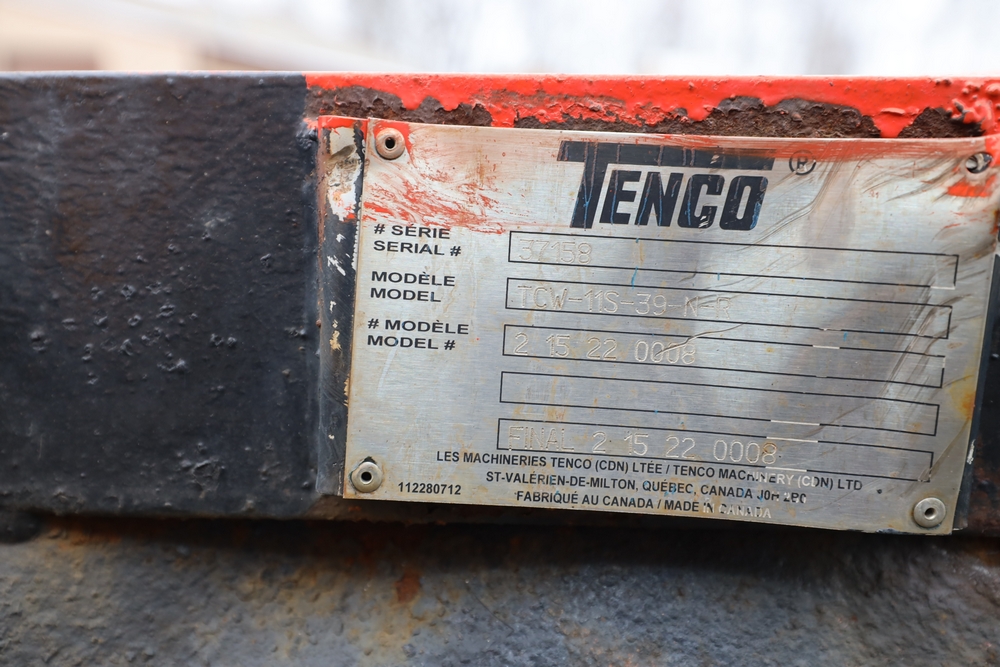 TENCO ®
# SÉRIE
SERIAL # 37158
MODÈLE
MODEL TCW-11S-39-N-R
# MODÈLE
MODEL # 2 15 22 0008
FINAL 2 15 22 0008
LES MACHINERIES TENCO (CDN) LTÉE / TENCO MACHINERY (CDN) LTD
ST-VALÉRIEN-DE-MILTON, QUÉBEC, CANADA J0H 2B0
112280712
FABRIQUÉ AU CANADA / MADE IN CANADA